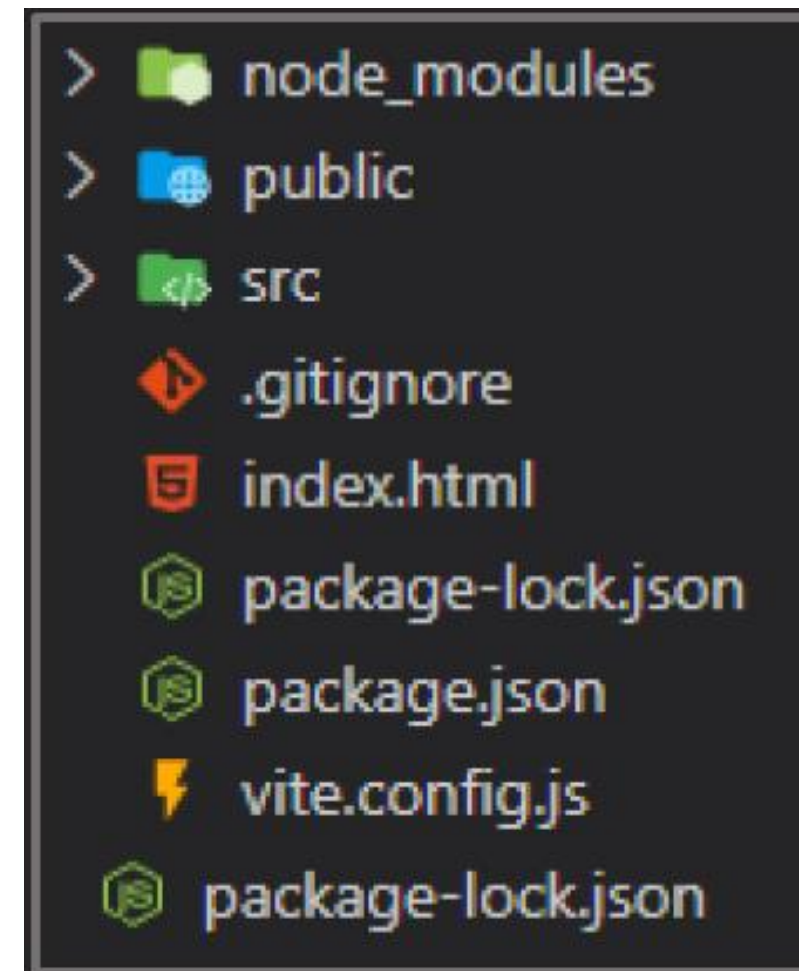 node_modules
public
src
.gitignore
index.html
package-lock.json
package.json
vite.config.js
package-lock.json